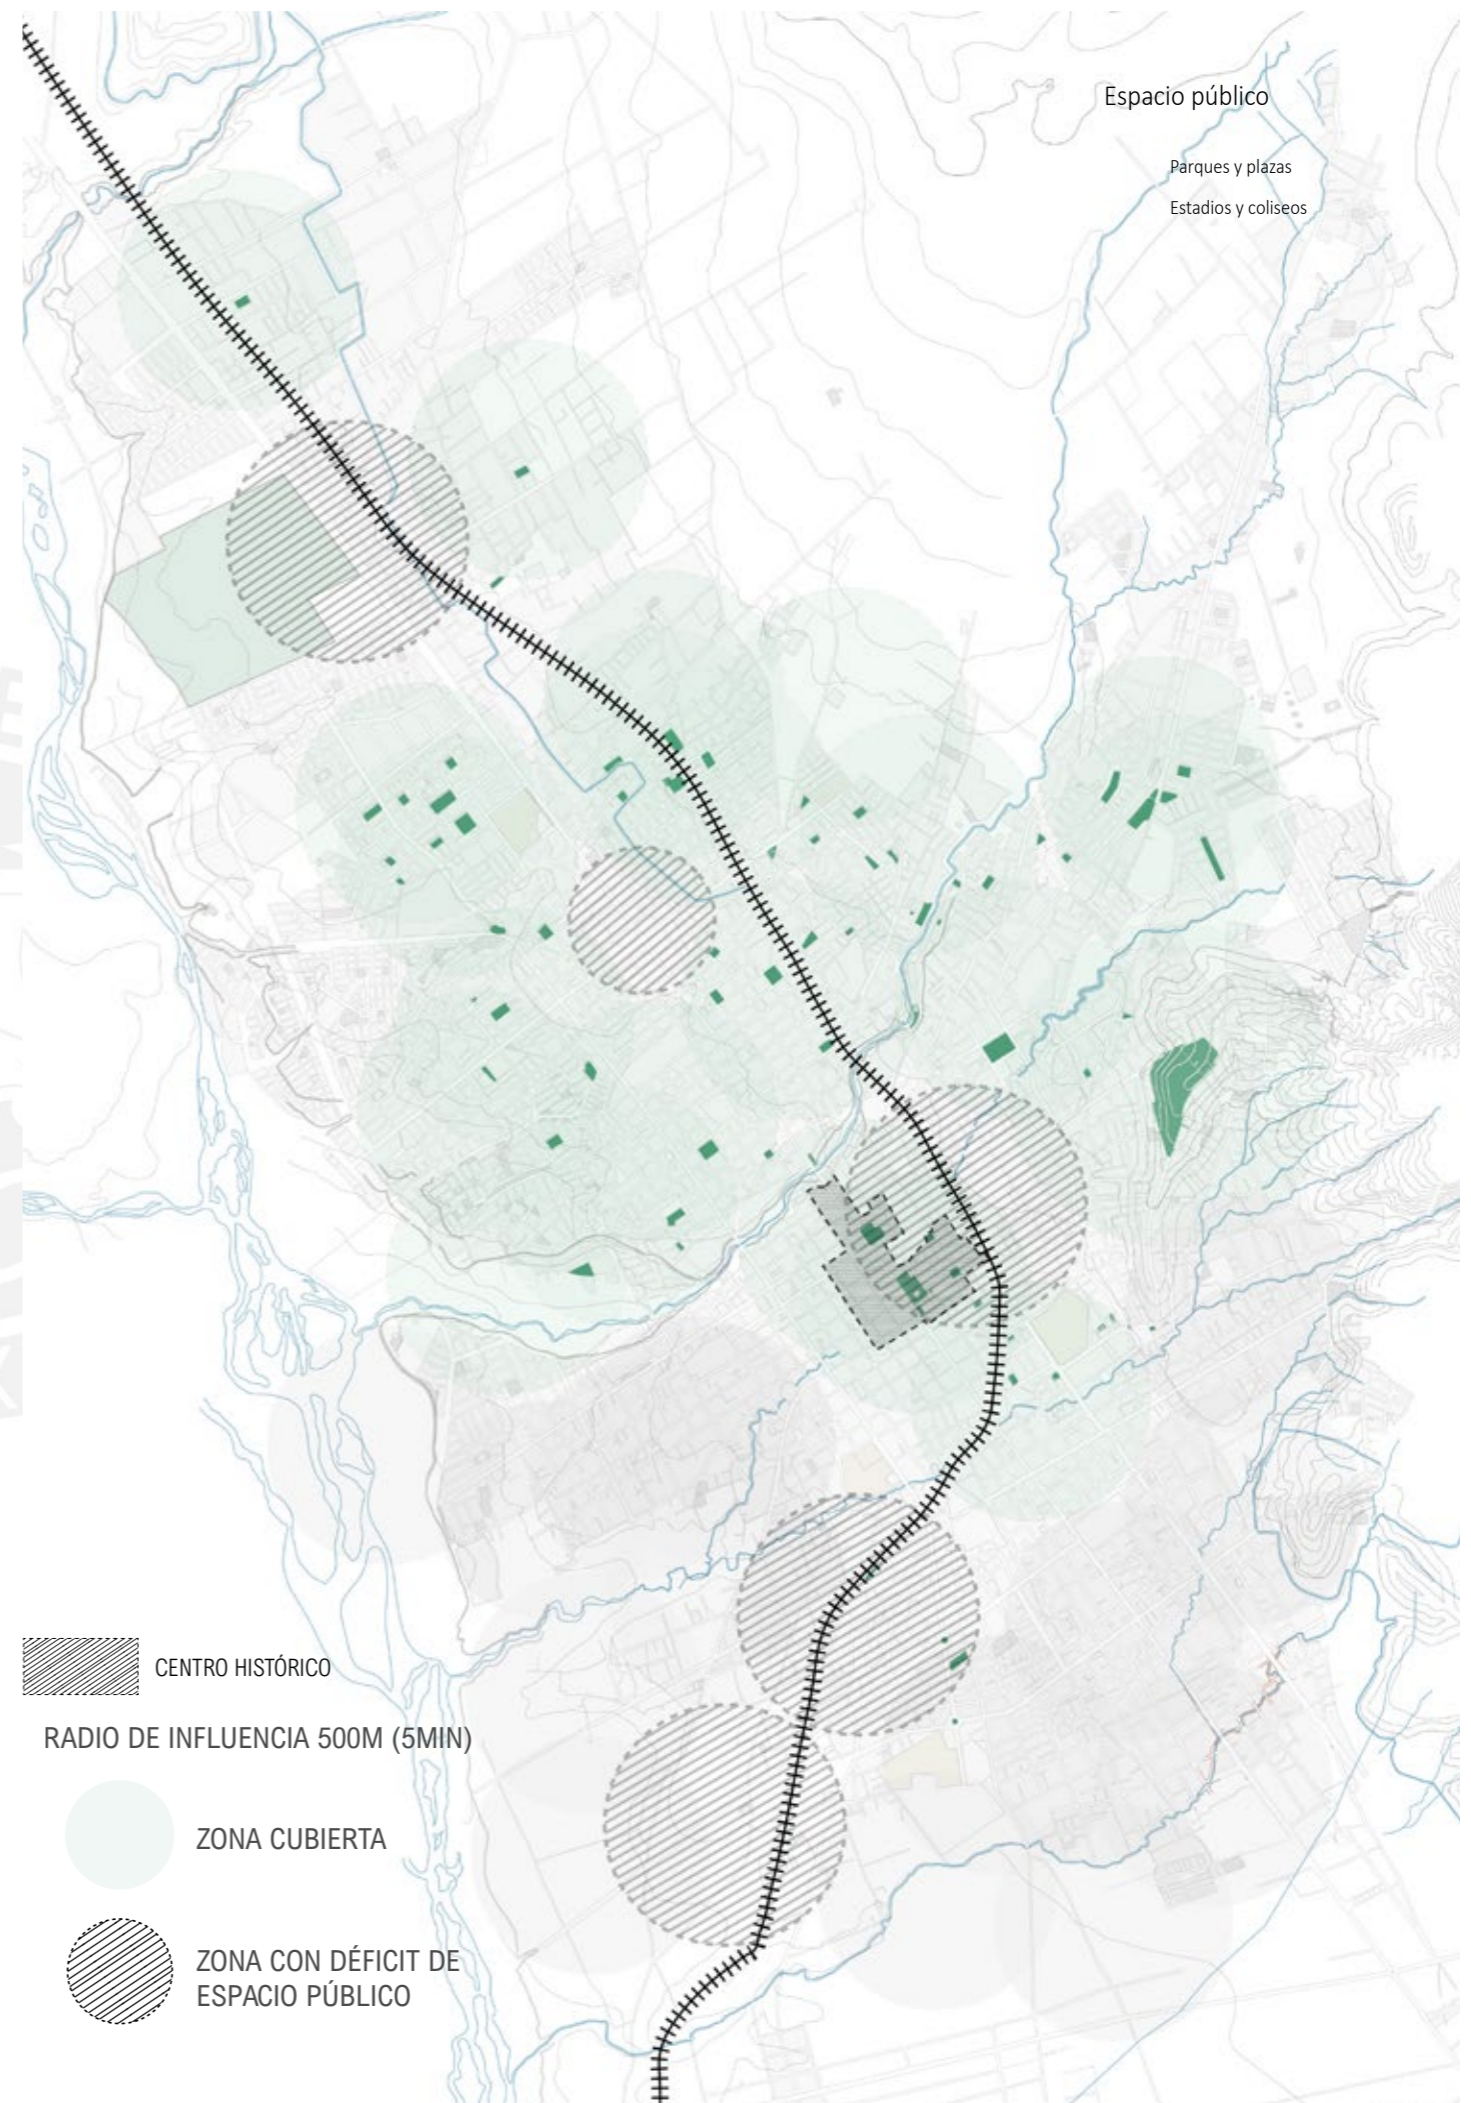 Espacio público
Parques y plazas
Estadios y coliseos
CENTRO HISTÓRICO
RADIO DE INFLUENCIA 500M (5MIN)
ZONA CUBIERTA
ZONA CON DÉFICIT DE
ESPACIO PÚBLICO